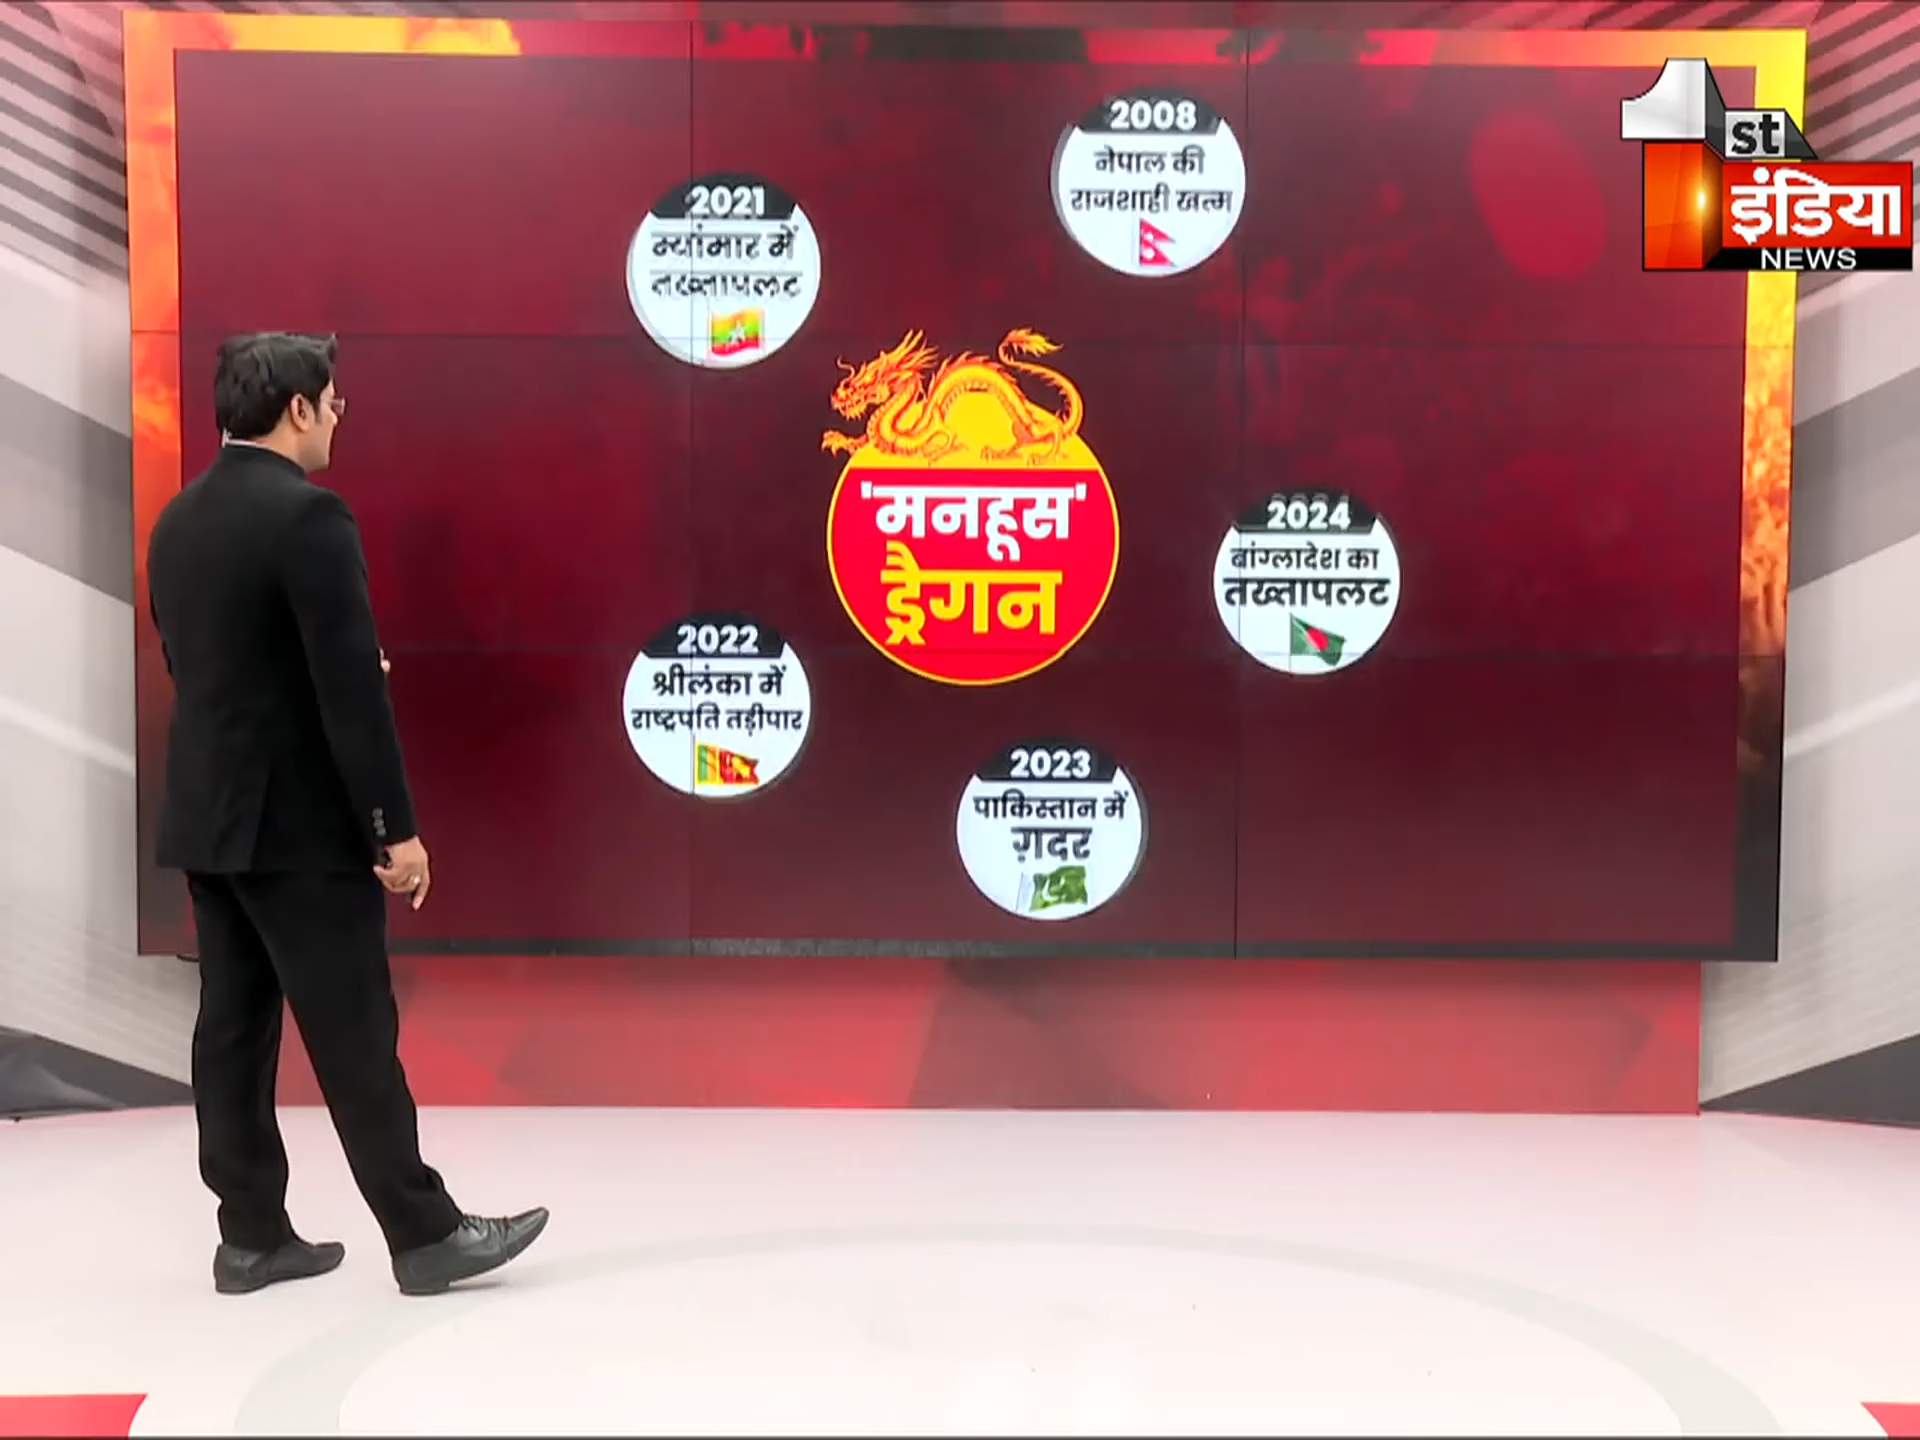 2008
नेपाल की
राजशाही खत्म
2021
म्यांमार में
तख्तापलट
'मनहूस'
ड्रैगन
2024
बांग्लादेश का
तख्तापलट
2022
श्रीलंका में
राष्ट्रपति तड़ीपार
2023
पाकिस्तान में
ग़दर
1st
इंडिया
NEWS